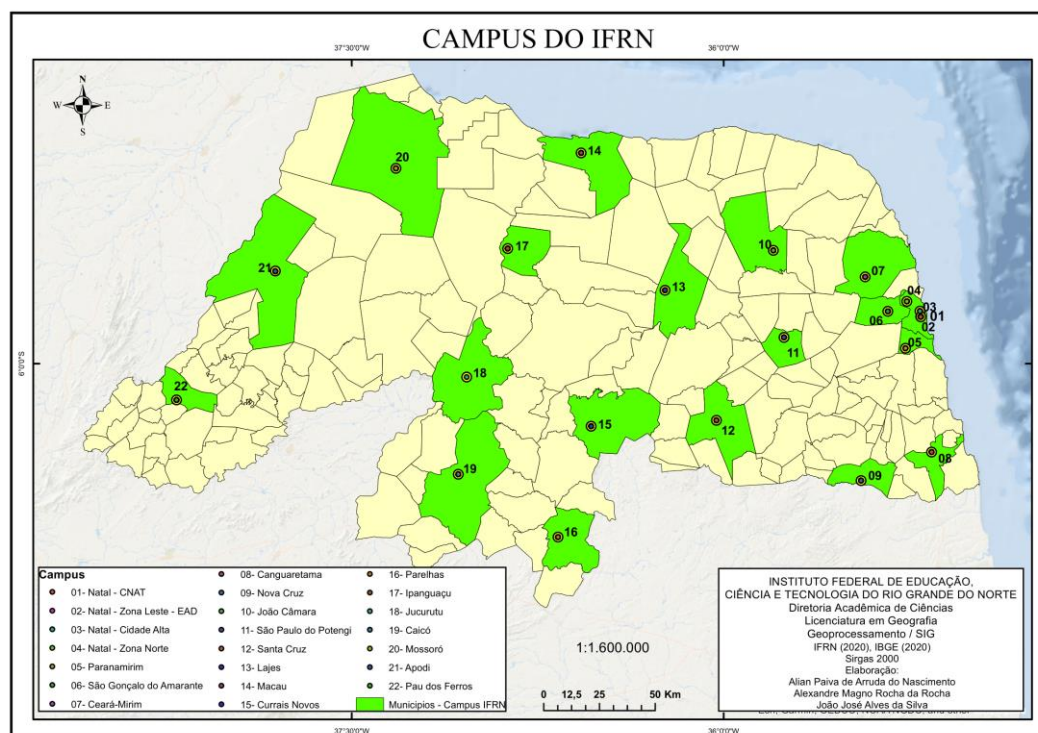 CAMPUS DO IFRN
37°30'0"W
36°0'0"W
N
W
E
S
6°0'0"S
20
14
17
21
10
07
13
04
03
01
06
02
05
11
22
18
15
12
19
08
09
16
Campus
01- Natal - CNAT
02- Natal - Zona Leste - EAD
03- Natal - Cidade Alta
04- Natal - Zona Norte
05- Paranamirim
06- São Gonçalo do Amarante
07- Ceará-Mirim
08- Canguaretama
09- Nova Cruz
10- João Câmara
11- São Paulo do Potengi
12- Santa Cruz
13- Lajes
14- Macau
15- Currais Novos
16- Parelhas
17- Ipanguaçu
18- Jucurutu
19- Caicó
20- Mossoró
21- Apodi
22- Pau dos Ferros
Municipios - Campus IFRN
1:1.600.000
0 12,5 25 50 Km
INSTITUTO FEDERAL DE EDUCAÇÃO,
CIÊNCIA E TECNOLOGIA DO RIO GRANDE DO NORTE
Diretoria Acadêmica de Ciências
Licenciatura em Geografia
Geoprocessamento / SIG
IFRN (2020), IBGE (2020)
Sirgas 2000
Elaboração:
Alian Paiva de Arruda do Nascimento
Alexandre Magno Rocha da Rocha
João José Alves da Silva
37°30'0"W
36°0'0"W